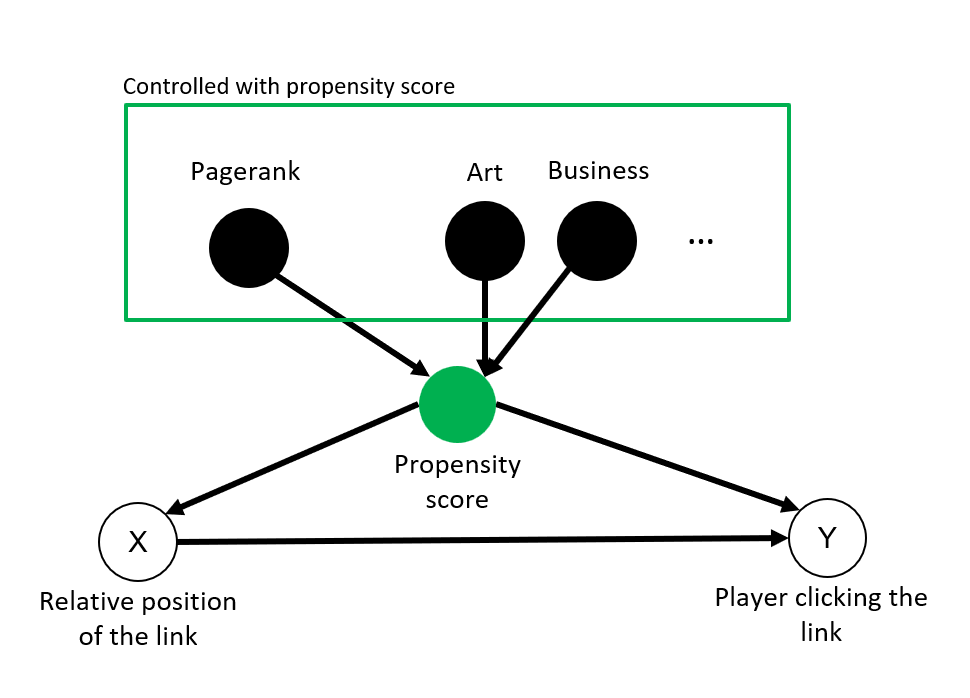 Controlled with propensity score
Pagerank
Art
Business
...
Propensity
score
X
Y
Relative position
of the link
Player clicking the
link